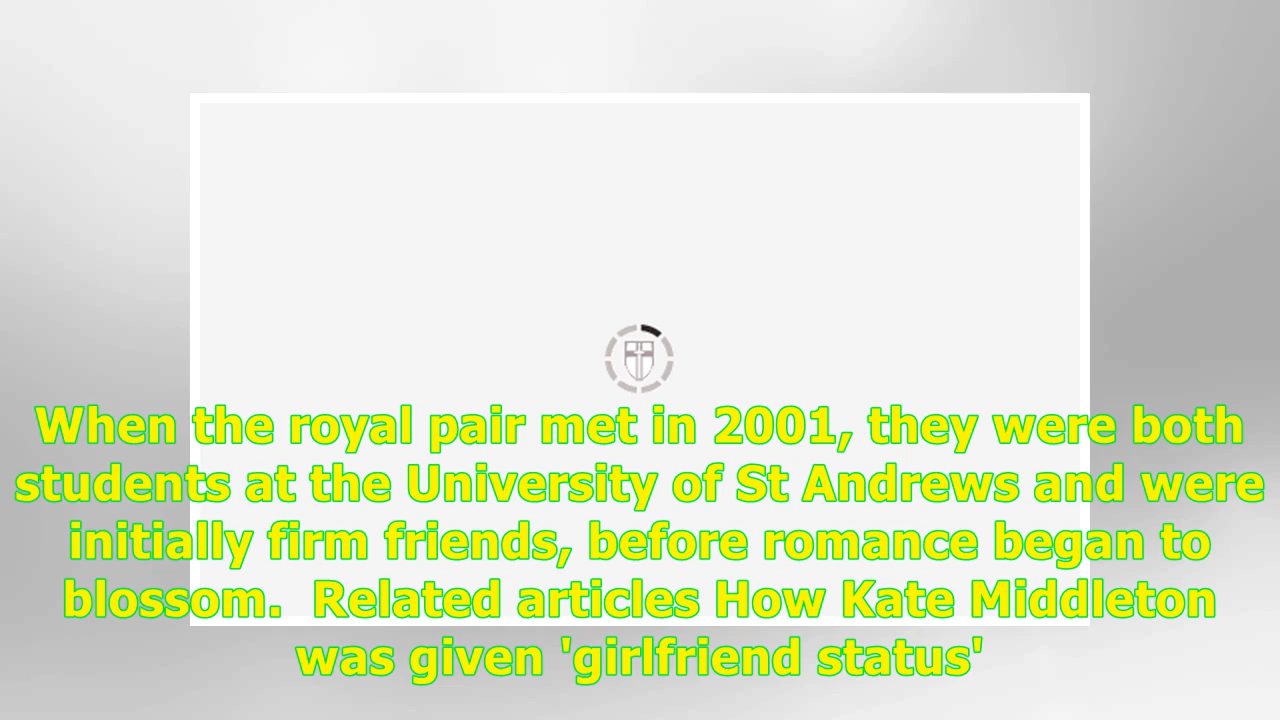 When the royal pair met in 2001, they were both
students at the University of St Andrews and were
initially firm friends, before romance began to
blossom.  Related articles How Kate Middleton
was given 'girlfriend status'